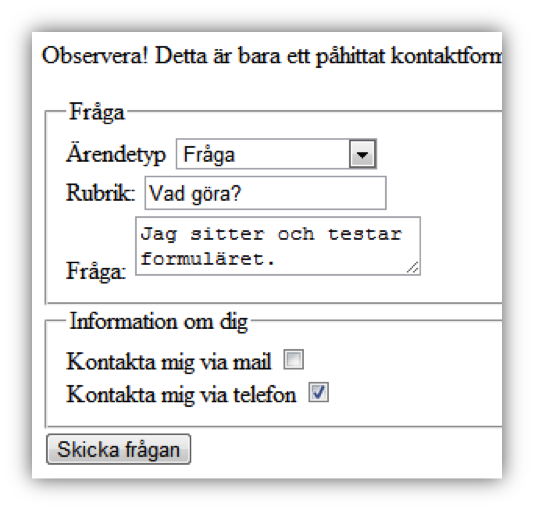 Observera! Detta är bara ett påhittat
Fråga
Ärendetyp Fråga
Rubrik: Vad göra?
Jag sitter och testar
formuläret.
Fråga:
Information om dig
Kontakta mig via mail
Kontakta mig via telefon
Skicka frågan